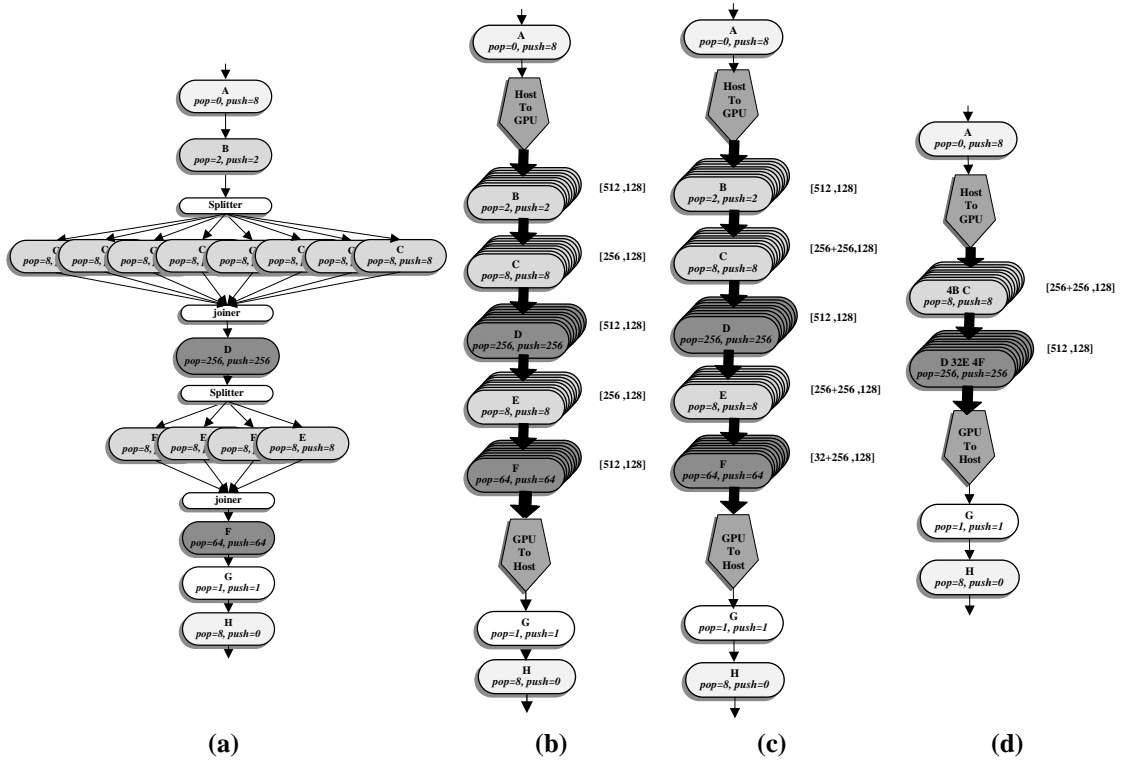 A
pop=0, push=8
B
pop=2, push=2
Splitter
C
pop=8, push=8
joiner
D
pop=256, push=256
Splitter
F
pop=8,
E
pop=8,
F
pop=8,
E
pop=8, push=8
joiner
F
pop=64, push=64
G
pop=1, push=1
H
pop=8, push=0
(a)
A
pop=0, push=8
Host
To
GPU
B
pop=2, push=2
[512 ,128]
C
pop=8, push=8
[256 ,128]
D
pop=256, push=256
[512 ,128]
E
pop=8, push=8
[256 ,128]
F
pop=64, push=64
[512 ,128]
GPU
To
Host
G
pop=1, push=1
H
pop=8, push=0
(b)
A
pop=0, push=8
Host
To
GPU
B
pop=2, push=2
[512 ,128]
C
pop=8, push=8
[256+256,128]
D
pop=256, push=256
[512 ,128]
E
pop=8, push=8
[256+256 ,128]
F
pop=64, push=64
[32+256 ,128]
GPU
To
Host
G
pop=1, push=1
H
pop=8, push=0
(c)
A
pop=0, push=8
Host
To
GPU
4B C
pop=8, push=8
[256+256 ,128]
D 32E 4F
pop=256, push=256
[512 ,128]
GPU
To
Host
G
pop=1, push=1
H
pop=8, push=0
(d)